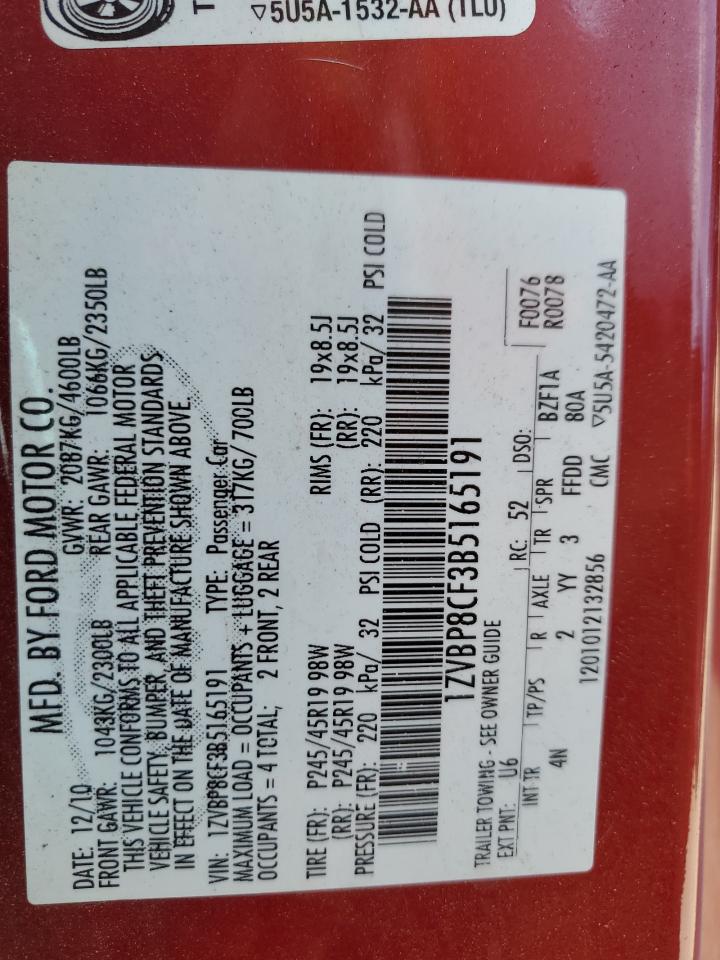 ▽5U5A-1532-AA (TL0)
MFD. BY FORD MOTOR CO.
DATE: 12/10 GVWR: 2087KG/4600LB
FRONT GAWR: 1043KG/2300LB REAR GAWR: 1066KG/2350LB
THIS VEHICLE CONFORMS TO ALL APPLICABLE FEDERAL MOTOR
VEHICLE SAFETY, BUMPER, AND THEFT PREVENTION STANDARDS
IN EFFECT ON THE DATE OF MANUFACTURE SHOWN ABOVE.
VIN: 1ZVBP8CF3B5165191 TYPE: Passenger Car
MAXIMUM LOAD = OCCUPANTS + LUGGAGE = 317KG/700LB
OCCUPANTS = 4 TOTAL; 2 FRONT, 2 REAR
TIRE (FR): P245/45R19 98W RIMS (FR): 19x8.5J
(RR): P245/45R19 98W (RR): 19x8.5J
PRESSURE (FR): 220 kPa/ 32 PSI COLD (RR): 220 kPa/ 32 PSI COLD
1ZVBP8CF3B5165191
TRAILER TOWING - SEE OWNER GUIDE
EXT PNT: U6 RC: 52 DSO: F0076
R0078
INT TR TP/PS R AXLE TR SPR BZF1A
4N 2 YY 3 FFDD 80A
1201012132856 CMC ▽5U5A-5420472-AA